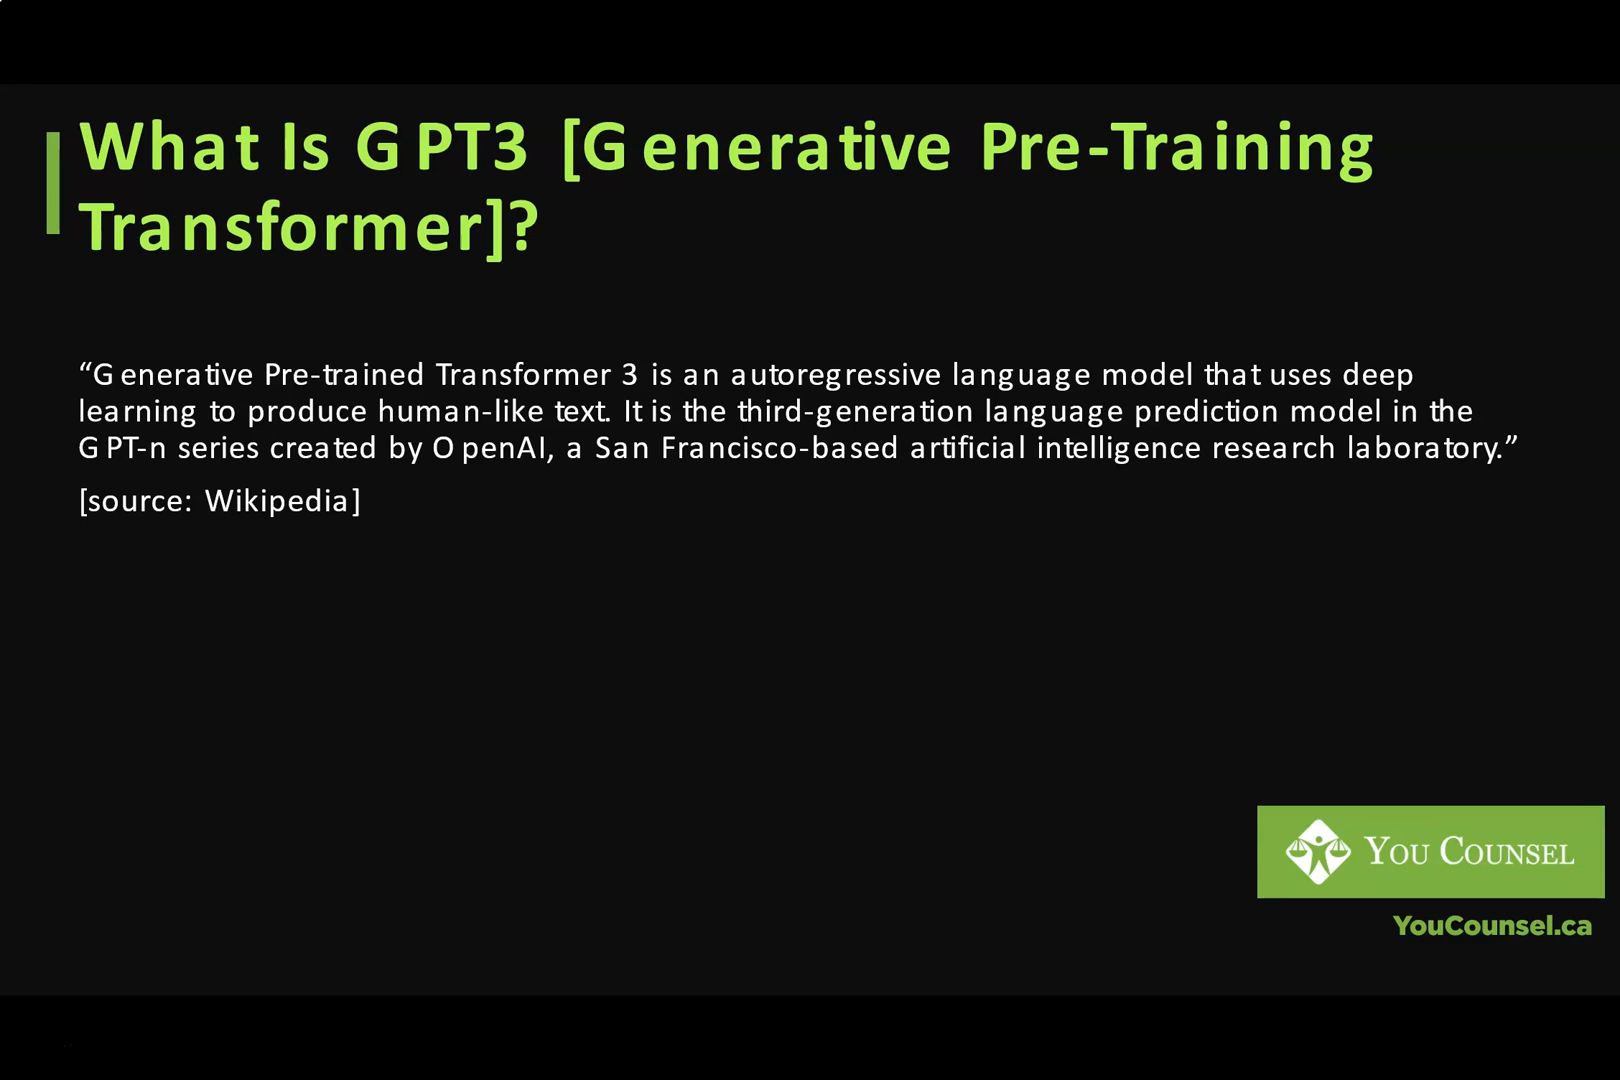 What Is GPT3 [Generative Pre-Training
Transformer]?
“Generative Pre-trained Transformer 3 is an autoregressive language model that uses deep
learning to produce human-like text. It is the third-generation language prediction model in the
GPT-n series created by OpenAI, a San Francisco-based artificial intelligence research laboratory.”
[source: Wikipedia]
YOU COUNSEL
YouCounsel.ca